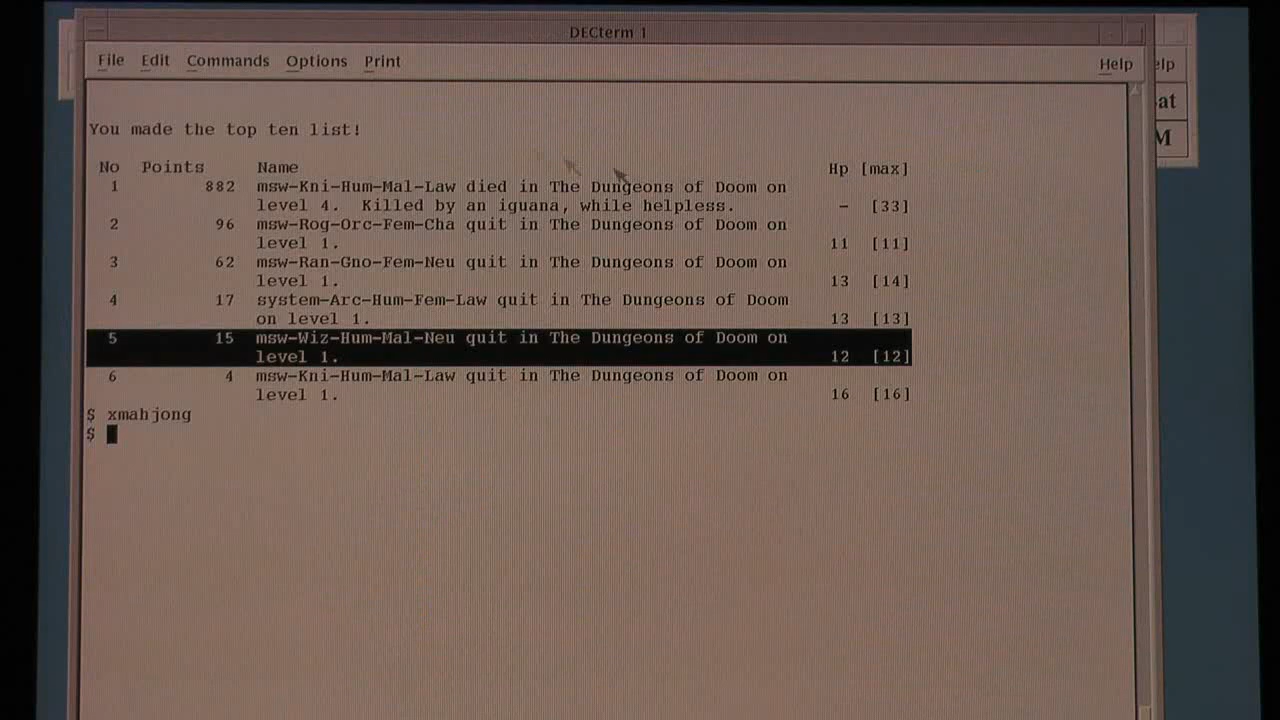 DECterm 1
File Edit Commands Options Print Help
elp
at
M
You made the top ten list!
No Points Name Hp [max]
1 882 msw-Kni-Hum-Mal-Law died in The Dungeons of Doom on
level 4. Killed by an iguana, while helpless. - [33]
2 96 msw-Rog-Orc-Fem-Cha quit in The Dungeons of Doom on
level 1. 11 [11]
3 62 msw-Ran-Gno-Fem-Neu quit in The Dungeons of Doom on
level 1. 13 [14]
4 17 system-Arc-Hum-Fem-Law quit in The Dungeons of Doom
on level 1. 13 [13]
5 15 msw-Wiz-Hum-Mal-Neu quit in The Dungeons of Doom on
level 1. 12 [12]
6 4 msw-Kni-Hum-Mal-Law quit in The Dungeons of Doom on
level 1. 16 [16]
$ xmahjong
$